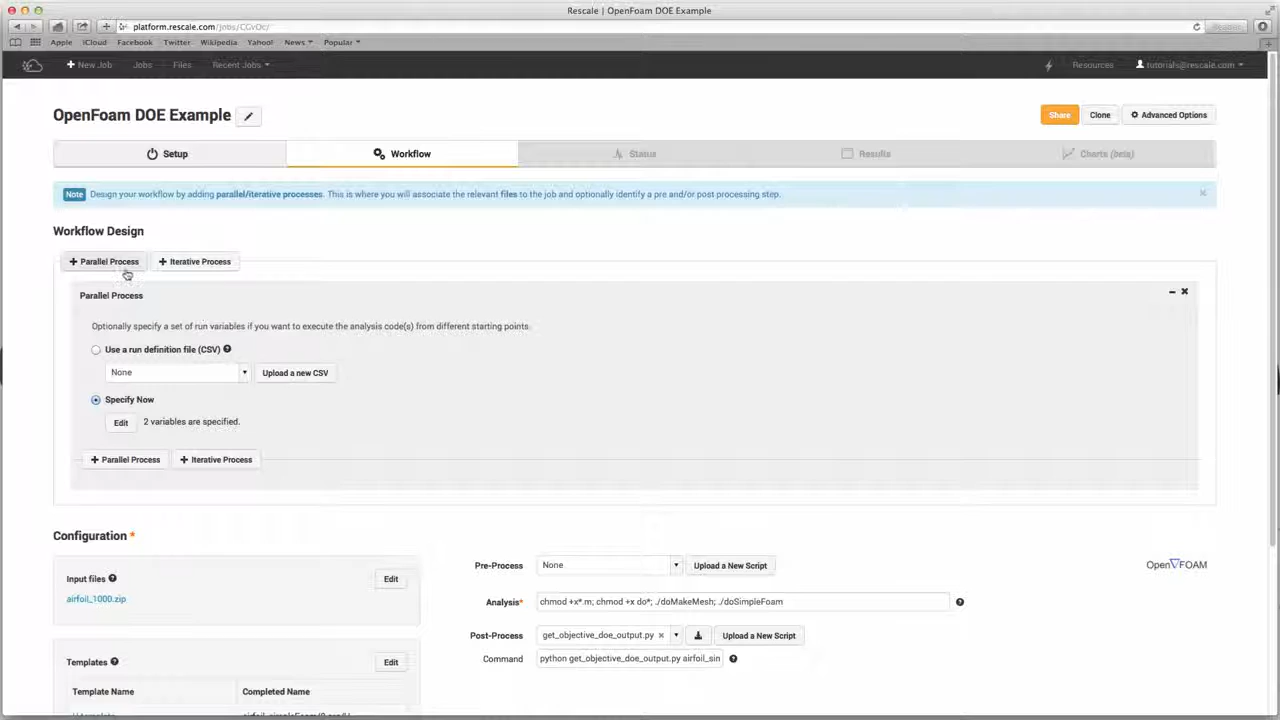 Rescale | OpenFoam DOE Example
platform.rescale.com/jobs/CGvDc/
Apple iCloud Facebook Twitter Wikipedia Yahoo! News Popular
New Job Jobs Files Recent Jobs Resources tutorials@rescale.com
OpenFoam DOE Example
Share Clone Advanced Options
Setup Workflow Status Results Charts (beta)
Note Design your workflow by adding parallel/iterative processes. This is where you will associate the relevant files to the job and optionally identify a pre and/or post processing step.
Workflow Design
+ Parallel Process + Iterative Process
Parallel Process
Optionally specify a set of run variables if you want to execute the analysis code(s) from different starting points.
Use a run definition file (CSV)
None Upload a new CSV
Specify Now
Edit 2 variables are specified.
+ Parallel Process + Iterative Process
Configuration *
Input files Edit
airfoil_1000.zip
Pre-Process None Upload a New Script
OpenFOAM
Analysis* chmod +x*.m; chmod +x do*; ./doMakeMesh; ./doSimpleFoam
Post-Process get_objective_doe_output.py Upload a New Script
Command python get_objective_doe_output.py airfoil_sin
Templates Edit
Template Name Completed Name